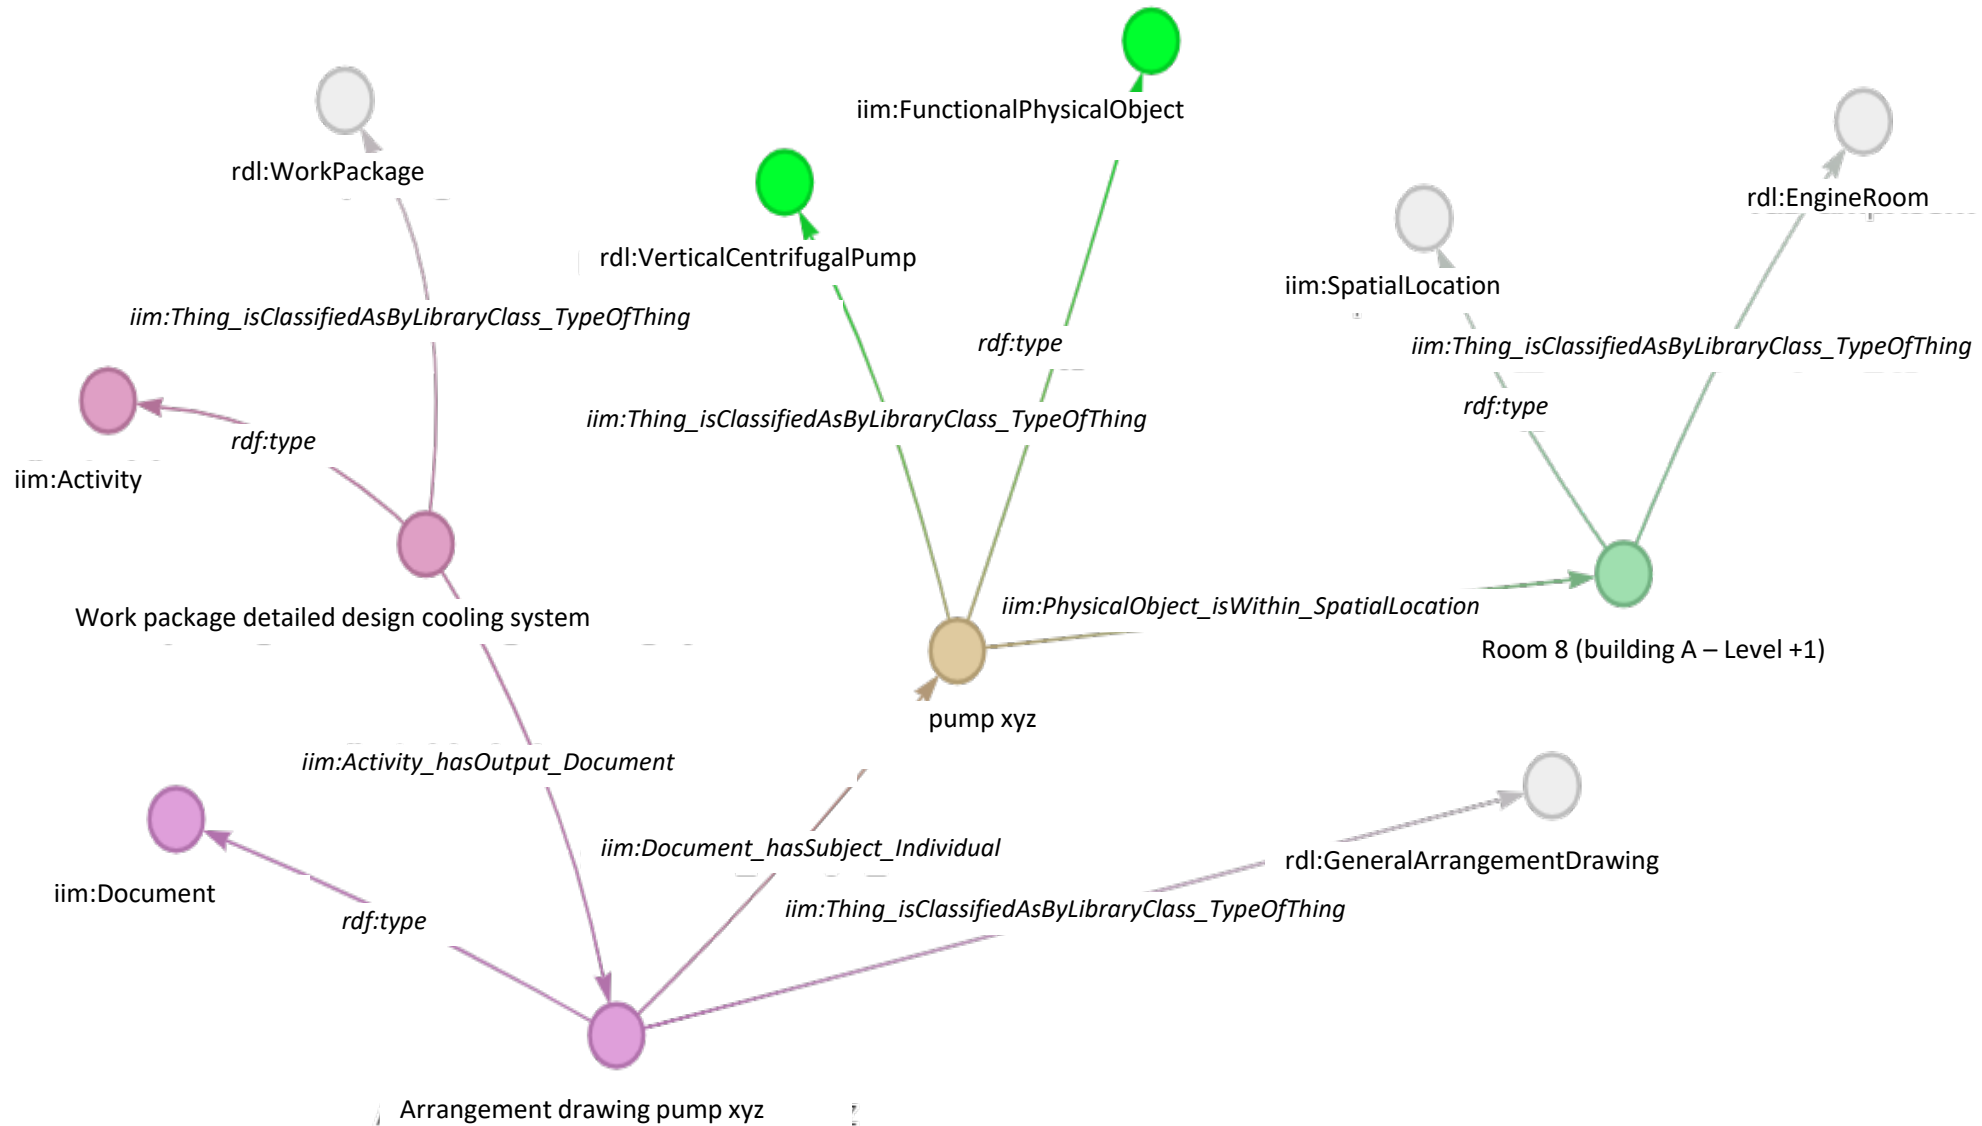 iim:FunctionalPhysicalObject
rdl:WorkPackage
rdl:EngineRoom
rdl:VerticalCentrifugalPump
iim:SpatialLocation
iim:Thing_isClassifiedAsByLibraryClass_TypeOfThing
rdf:type
iim:Thing_isClassifiedAsByLibraryClass_TypeOfThing
rdf:type
iim:Thing_isClassifiedAsByLibraryClass_TypeOfThing
rdf:type
iim:Activity
iim:PhysicalObject_isWithin_SpatialLocation
Work package detailed design cooling system
Room 8 (building A – Level +1)
pump xyz
iim:Activity_hasOutput_Document
iim:Document_hasSubject_Individual
rdl:GeneralArrangementDrawing
iim:Document
iim:Thing_isClassifiedAsByLibraryClass_TypeOfThing
rdf:type
Arrangement drawing pump xyz